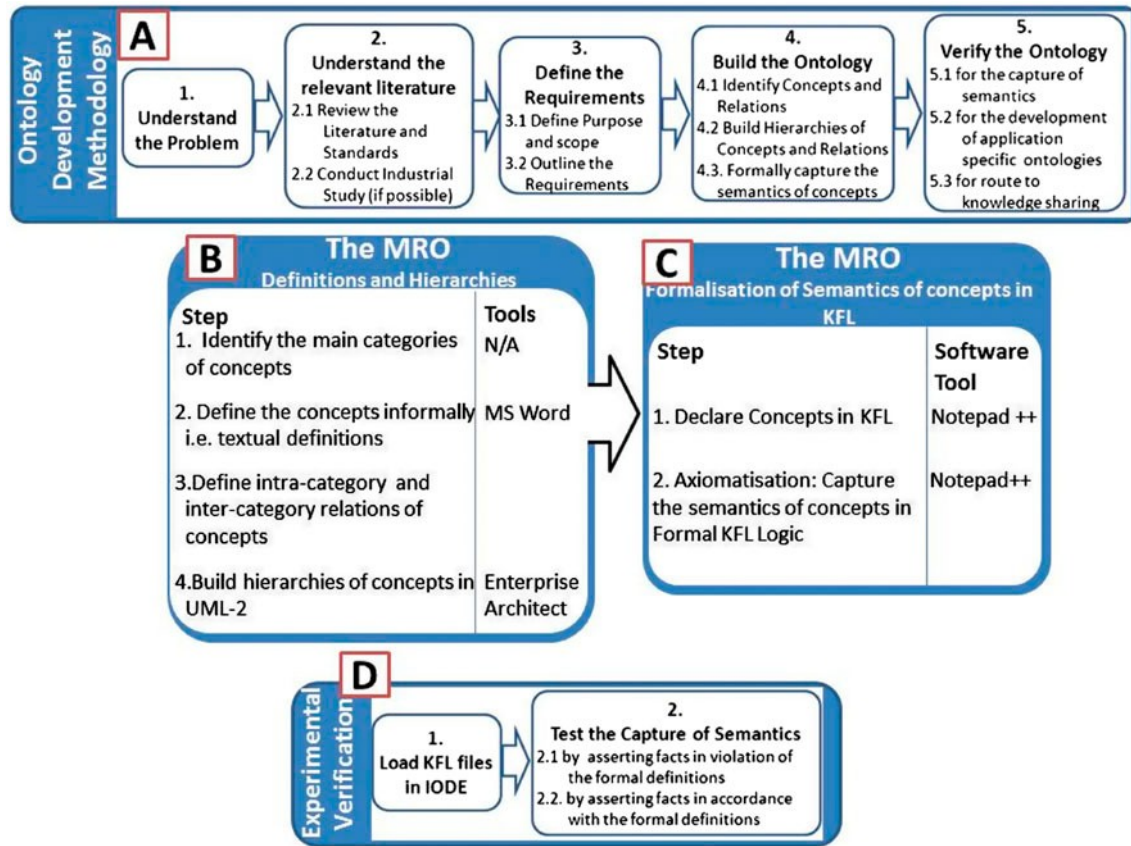 Ontology
Development
Methodology
A
1.
Understand
the Problem
2.
Understand the
relevant literature
2.1 Review the
Literature and
Standards
2.2 Conduct Industrial
Study (if possible)
3.
Define the
Requirements
3.1 Define Purpose
and scope
3.2 Outline the
Requirements
4.
Build the Ontology
4.1 Identify Concepts and
Relations
4.2 Build Hierarchies of
Concepts and Relations
4.3. Formally capture the
semantics of concepts
5.
Verify the Ontology
5.1 for the capture of
semantics
5.2 for the development
of application
specific ontologies
5.3 for route to
knowledge sharing
B
The MRO
Definitions and Hierarchies
Step
Tools
1. Identify the main categories
of concepts
N/A
2. Define the concepts informally
i.e. textual definitions
MS Word
3.Define intra-category and
inter-category relations of
concepts
4.Build hierarchies of concepts in
UML-2
Enterprise
Architect
C
The MRO
Formalisation of Semantics of concepts in
KFL
Step
Software
Tool
1. Declare Concepts in KFL
Notepad ++
2. Axiomatisation: Capture
the semantics of concepts in
Formal KFL Logic
Notepad++
D
Experimental
Verification
1.
Load KFL files
in IODE
2.
Test the Capture of Semantics
2.1 by asserting facts in violation
of the formal definitions
2.2. by asserting facts in accordance
with the formal definitions